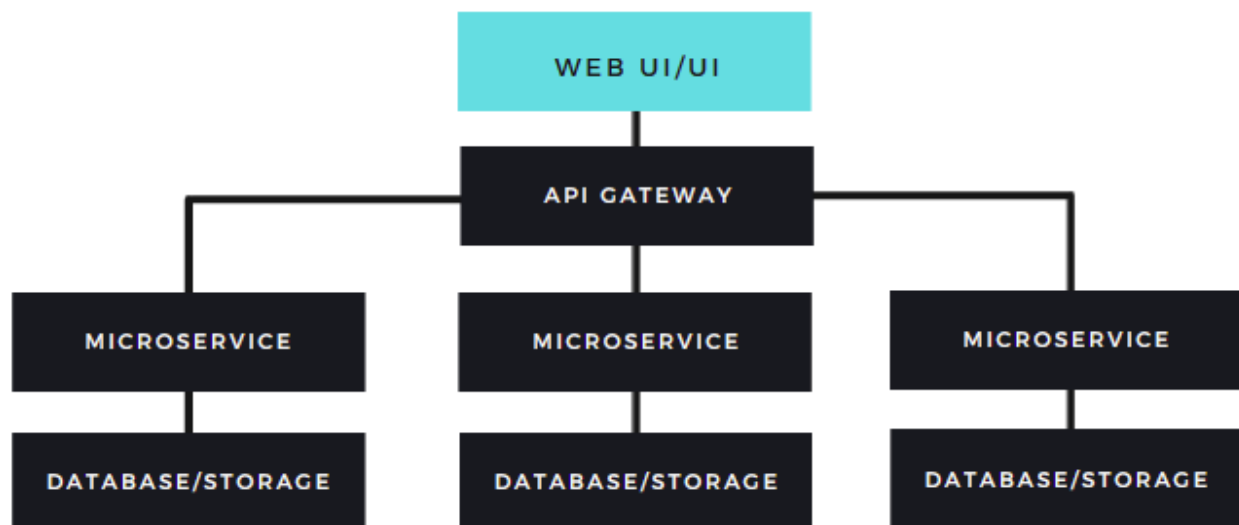 WEB UI/UI
API GATEWAY
MICROSERVICE
MICROSERVICE
MICROSERVICE
DATABASE/STORAGE
DATABASE/STORAGE
DATABASE/STORAGE